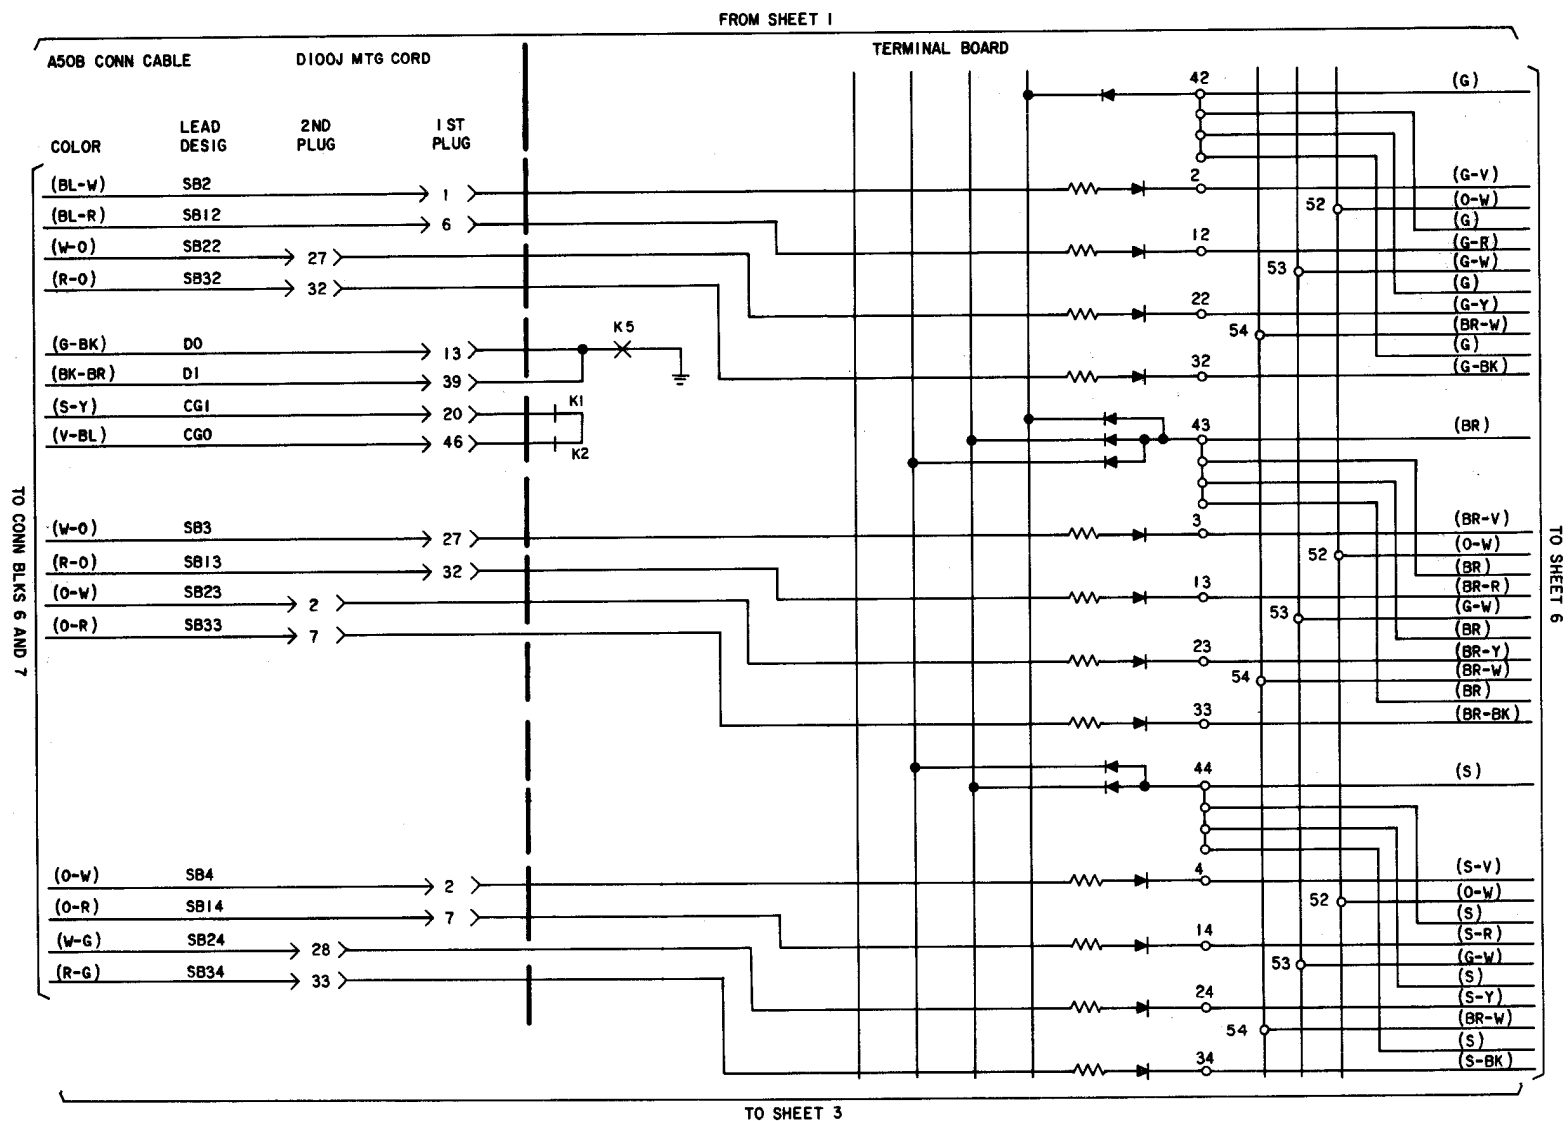 FROM SHEET 1
A50B CONN CABLE D100J MTG CORD TERMINAL BOARD
COLOR LEAD DESIG 2ND PLUG 1ST PLUG
42 (G)
(BL-W) SB2 1 2 (G-V)
52 (O-W)
(BL-R) SB12 6 (G)
12 (G-R)
(W-O) SB22 27 53 (G-W)
(R-O) SB32 32 (G)
22 (G-Y)
54 (BR-W)
K5
(G-BK) D0 13 (G)
(BK-BR) D1 39 32 (G-BK)
(S-Y) CG1 20 K1
(V-BL) CG0 46 K2 43 (BR)
(W-O) SB3 27 3 (BR-V)
52 (O-W)
(R-O) SB13 32 (BR)
(O-W) SB23 2 13 (BR-R)
53 (G-W)
(O-R) SB33 7 (BR)
23 (BR-Y)
54 (BR-W)
(BR)
33 (BR-BK)
44 (S)
(O-W) SB4 2 4 (S-V)
52 (O-W)
(O-R) SB14 7 (S)
14 (S-R)
(W-G) SB24 28 53 (G-W)
(R-G) SB34 33 (S)
24 (S-Y)
54 (BR-W)
(S)
34 (S-BK)
TO CONN BLKS 6 AND 7
TO SHEET 6
TO SHEET 3